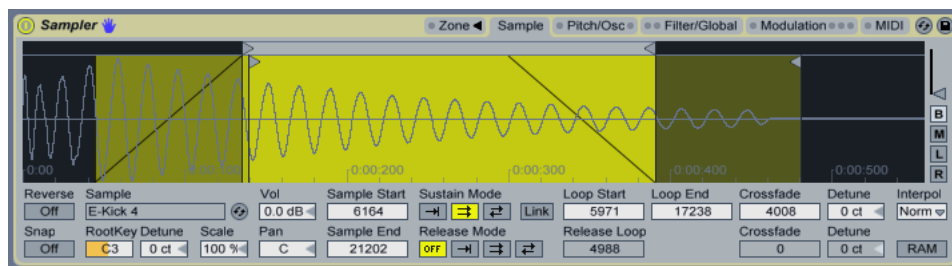 Sampler
Zone Sample Pitch/Osc Filter/Global Modulation MIDI
0:00 0:00:100 0:00:200 0:00:300 0:00:400 0:00:500
B
M
L
R
Reverse Sample Vol Sample Start Sustain Mode Loop Start Loop End Crossfade Detune Interpol
Off E-Kick 4 0.0 dB 6164 Link 5971 17238 4008 0 ct Norm
Snap RootKey Detune Scale Pan Sample End Release Mode Release Loop Crossfade Detune
Off C3 0 ct 100 % C 21202 OFF 4988 0 0 ct RAM